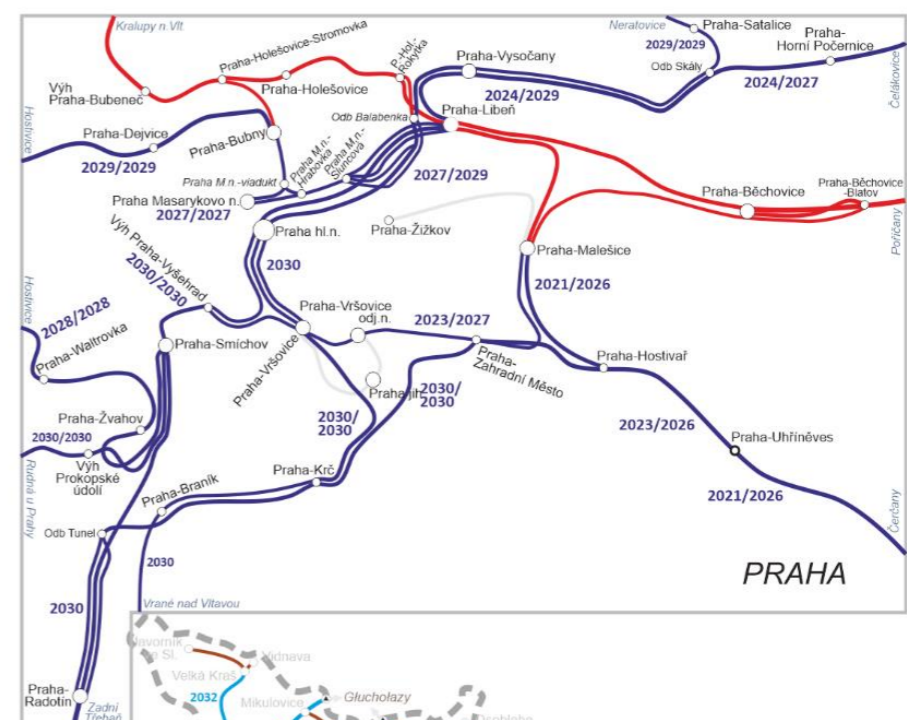 Kralupy n.Vlt
Neratovice
Praha-Satalice
Praha-
Horní Počernice
2029/2029
Odb Skály
2024/2027
Čelákovice
Praha-Holešovice-Stromovka
P.-Hol.-
Rokytka
Praha-Vysočany
2024/2029
Výh
Praha-Bubeneč
Praha-Holešovice
Odb Balabenka
Praha-Libeň
Hostivice
Praha-Dejvice
2029/2029
Praha-Bubny
Praha M.n.-viadukt
Praha M.n.-
Hrabovka
Praha M.n.-
Sluncová
2027/2029
Praha Masarykovo n.
2027/2027
Praha-Běchovice
Praha-Běchovice
-Blatov
Poříčany
Praha hl.n.
Praha-Žižkov
Praha-Malešice
Výh Praha-Vyšehrad
2030/2030
2030
2021/2026
Hostivice
2028/2028
Praha-Vršovice
odj.n.
2023/2027
Praha-Waltrovka
Praha-Smíchov
Praha-Vršovice
Praha-
Zahradní Město
Praha-Hostivař
Praha-jih
2030/
2030
2030/
2030
Praha-Žvahov
2030/2030
Výh
Prokopské
údolí
2023/2026
Praha-Uhříněves
Rudná u Prahy
Praha-Krč
Praha-Braník
2021/2026
Čerčany
Odb Tunel
2030
2030
PRAHA
Vrané nad Vltavou
Praha-
Radotín
Zadní
Třebaň
Javorník
ve Sl.
Vidnava
Velká Kraš
2032
Mikulovice
Głuchołazy
Osoblaha